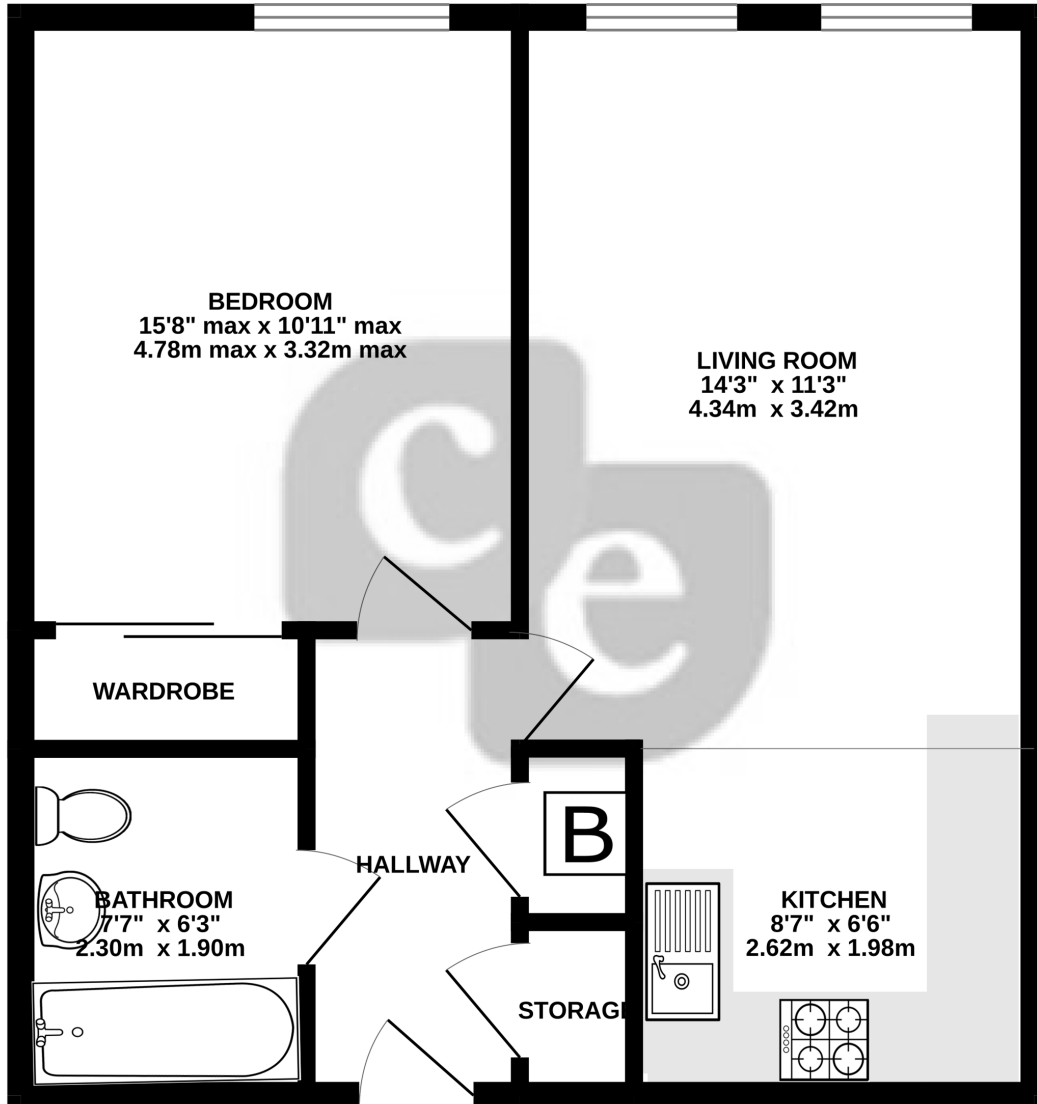 BEDROOM
15'8" max x 10'11" max
4.78m max x 3.32m max
LIVING ROOM
14'3" x 11'3"
4.34m x 3.42m
ce
WARDROBE
B
HALLWAY
BATHROOM
7'7" x 6'3"
2.30m x 1.90m
KITCHEN
8'7" x 6'6"
2.62m x 1.98m
STORAGE